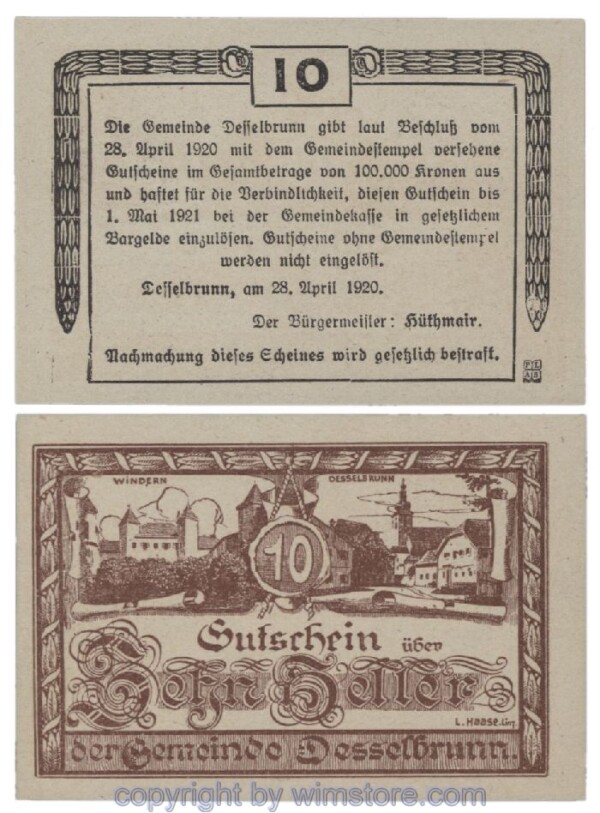 10
Die Gemeinde Desselbrunn gibt laut Beschluß vom
28. April 1920 mit dem Gemeindestempel versehene
Gutscheine im Gesamtbetrage von 100.000 Kronen aus
und haftet für die Verbindlichkeit, diesen Gutschein bis
1. Mai 1921 bei der Gemeindekasse in gesetzlichem
Bargelde einzulösen. Gutscheine ohne Gemeindestempel
werden nicht eingelöst.
Desselbrunn, am 28. April 1920.
Der Bürgermeister: Hüthmair.
Nachmachung dieses Scheines wird gesetzlich bestraft.
WINDERN
DESSELBRUNN
10
Gutschein über
Zehn Heller
L. Haase.
der Gemeinde Desselbrunn.
copyright by wimstore.com